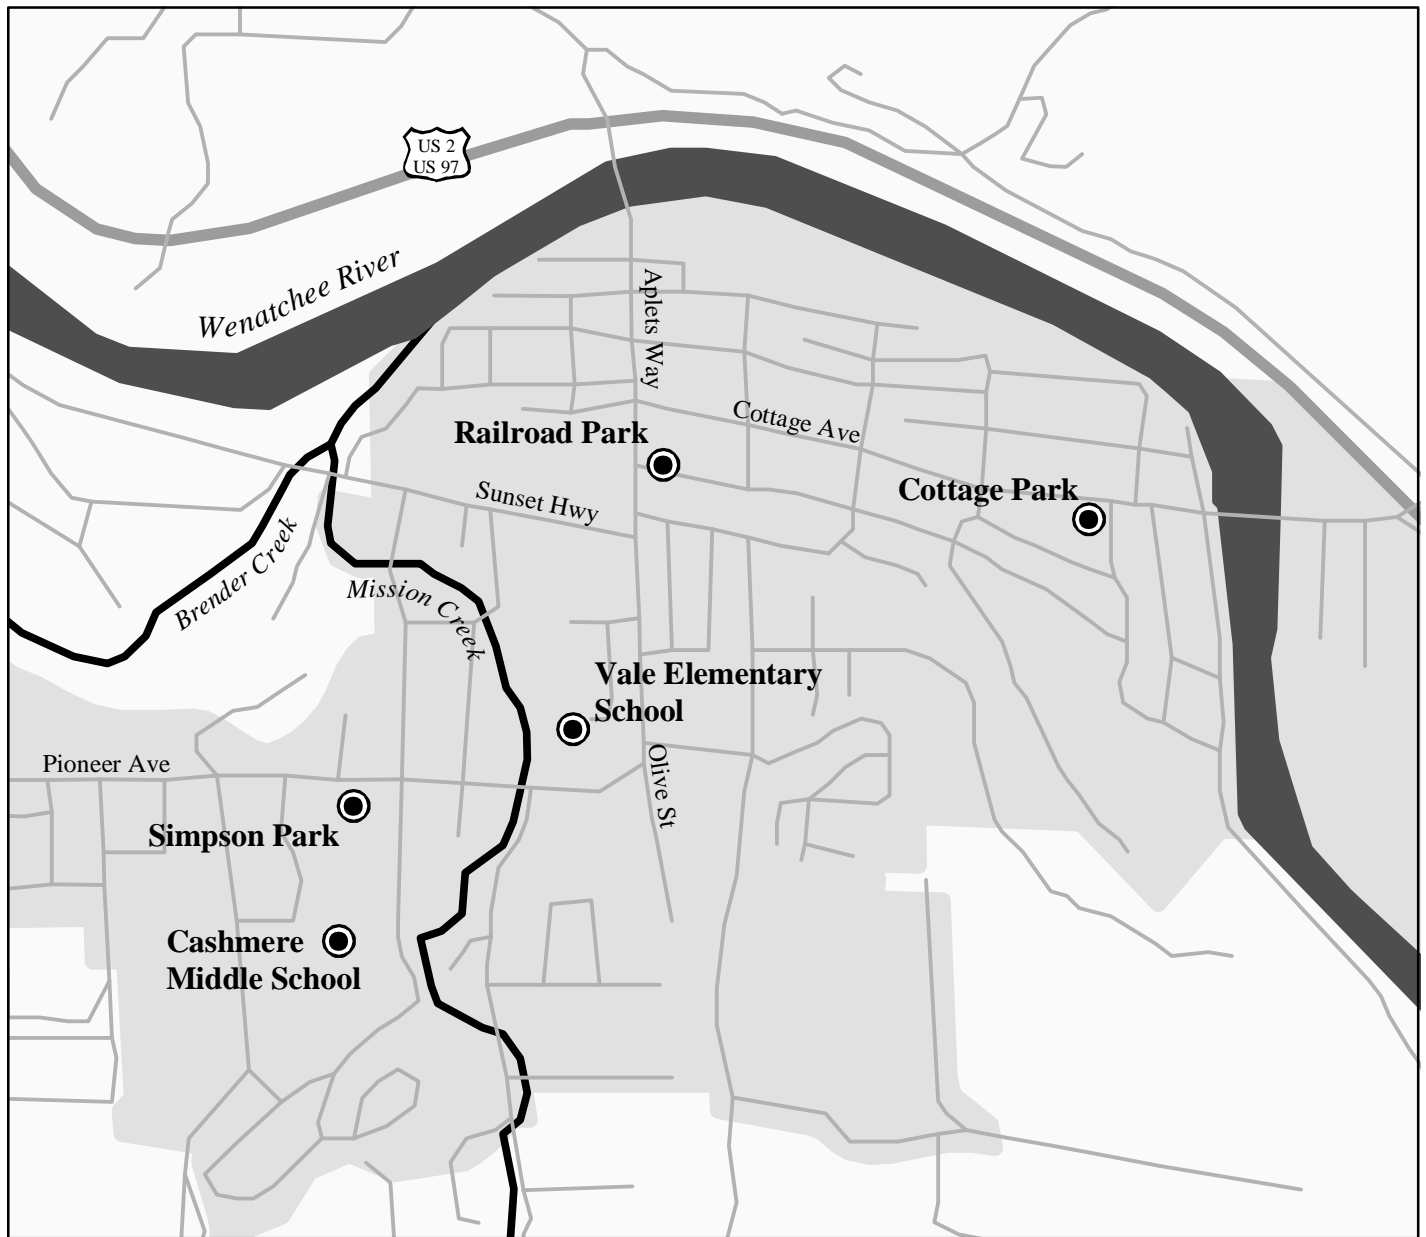 US 2
US 97
Wenatchee River
Aplets Way
Cottage Ave
Railroad Park
Cottage Park
Sunset Hwy
Brender Creek
Mission Creek
Vale Elementary
School
Pioneer Ave
Olive St
Simpson Park
Cashmere
Middle School